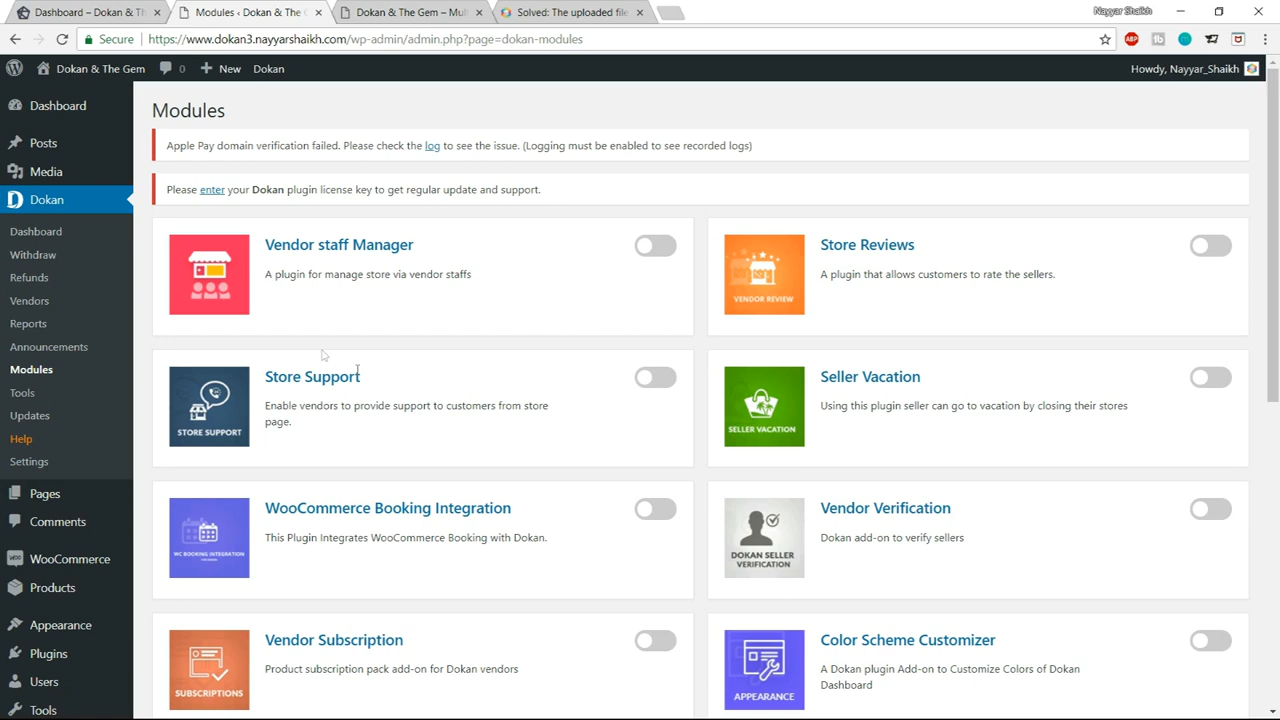 Dashboard – Dokan & Th
Modules ‹ Dokan & The G
Dokan & The Gem – Mul
Solved: The uploaded file
Nayyar Shaikh
Secure
https://www.dokan3.nayyarshaikh.com/wp-admin/admin.php?page=dokan-modules
Dokan & The Gem
0
New
Dokan
Howdy, Nayyar_Shaikh
Dashboard
Posts
Media
Dokan
Dashboard
Withdraw
Refunds
Vendors
Reports
Announcements
Modules
Tools
Updates
Help
Settings
Pages
Comments
WooCommerce
Products
Appearance
Plugins
Users
Tools
Modules
Apple Pay domain verification failed. Please check the log to see the issue. (Logging must be enabled to see recorded logs)
Please enter your Dokan plugin license key to get regular update and support.
Vendor staff Manager
A plugin for manage store via vendor staffs
VENDOR REVIEW
Store Reviews
A plugin that allows customers to rate the sellers.
STORE SUPPORT
Store Support
Enable vendors to provide support to customers from store
page.
SELLER VACATION
Seller Vacation
Using this plugin seller can go to vacation by closing their stores
WC BOOKING INTEGRATION
WooCommerce Booking Integration
This Plugin Integrates WooCommerce Booking with Dokan.
DOKAN SELLER
VERIFICATION
Vendor Verification
Dokan add-on to verify sellers
SUBSCRIPTIONS
Vendor Subscription
Product subscription pack add-on for Dokan vendors
APPEARANCE
Color Scheme Customizer
A Dokan plugin Add-on to Customize Colors of Dokan
Dashboard